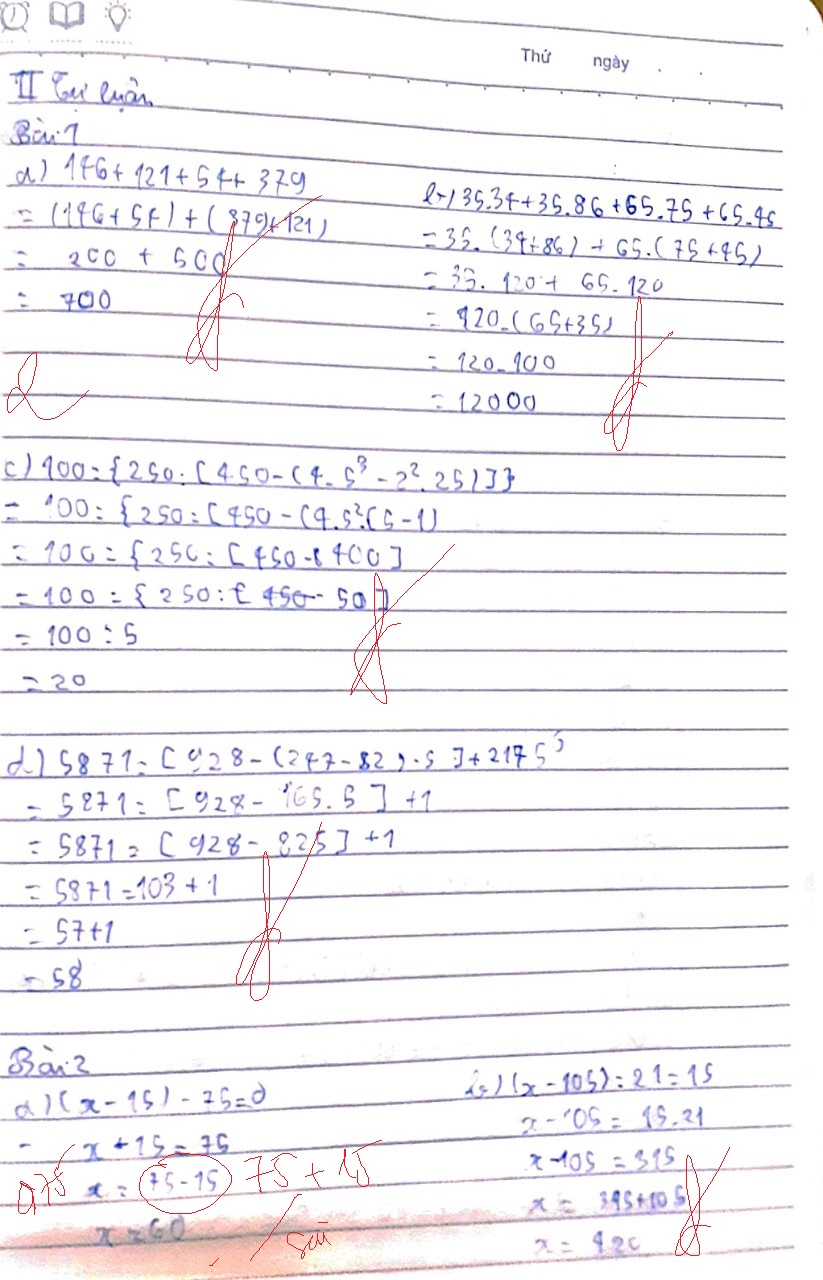 Thứ ngày . .
II Tự luận
Bài 1
a) 146 + 121 + 54 + 379
= (146 + 54) + (379 + 121)
= 200 + 500
= 700
b) 35.34 + 35.86 + 65.75 + 65.45
= 35.(34+86) + 65.(75+45)
= 35.120 + 65.120
= 120.(65+35)
= 120.100
= 12000
c) 100:{250:[450-(4.5³-2².25)]}
= 100:{250:[450-(4.5²(5-1)
= 100:{250:[450-400]
= 100:{250:[450-50]
= 100:5
= 20
d) 5871:[928-(247-82).5]+2175
= 5871:[928-165.5]+1
= 5871:[928-825]+1
= 5871:103+1
= 57+1
= 58
Bài 2
a) (x-15)-75=0
- x+15=75
x = 75-15 75+15
x = 60
sai
0,75
b) (x-105):21=15
x-105 = 15.21
x-105 = 315
x = 315+105
x = 420